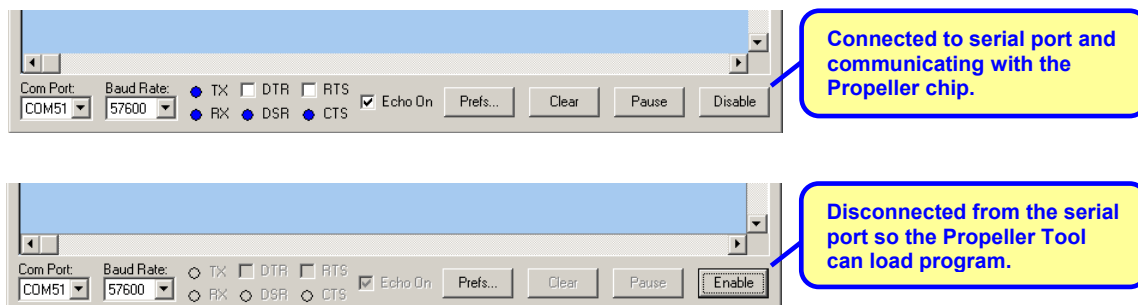 Connected to serial port and
communicating with the
Propeller chip.
Com Port: Baud Rate: TX DTR RTS
COM51 57600 RX DSR CTS Echo On Prefs... Clear Pause Disable
Disconnected from the serial
port so the Propeller Tool
can load program.
Com Port: Baud Rate: TX DTR RTS
COM51 57600 RX DSR CTS Echo On Prefs... Clear Pause Enable